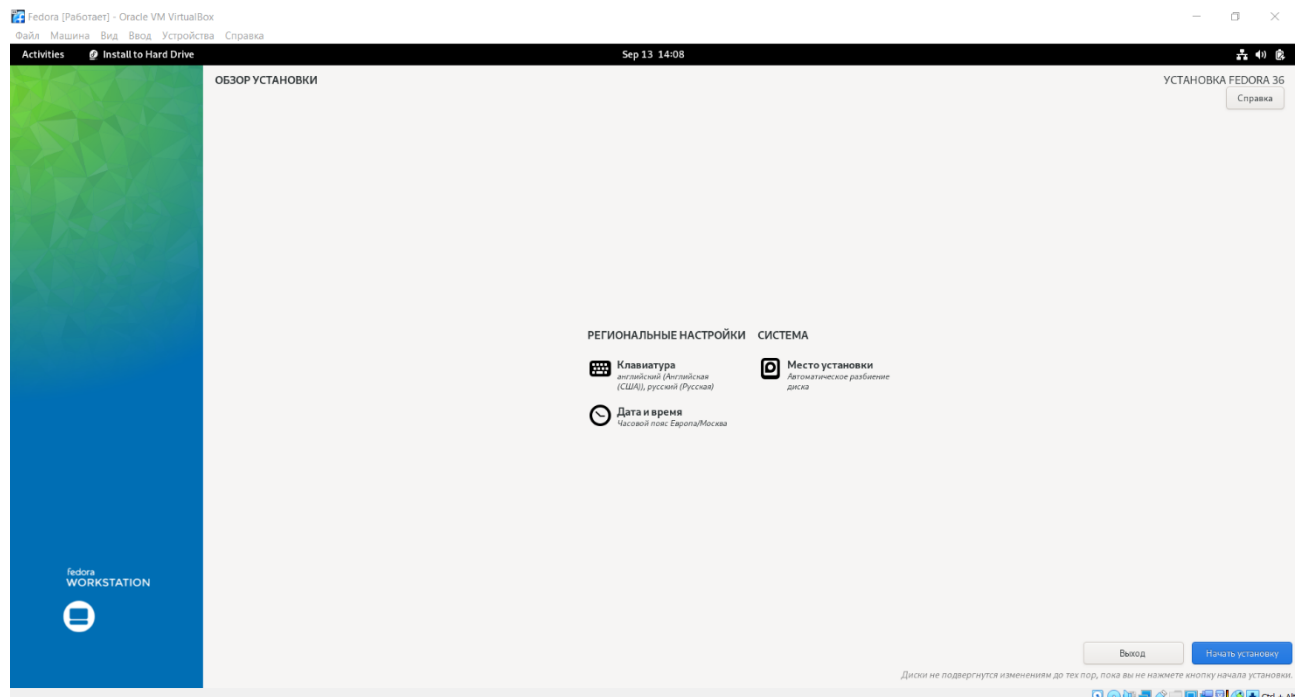 Fedora [Работает] - Oracle VM VirtualBox
Файл Машина Вид Ввод Устройства Справка
Activities Install to Hard Drive Sep 13 14:08
ОБЗОР УСТАНОВКИ УСТАНОВКА FEDORA 36
Справка
РЕГИОНАЛЬНЫЕ НАСТРОЙКИ СИСТЕМА
Клавиатура
английский (Английская
(США)), русский (Русская)
Место установки
Автоматическое разбиение
диска
Дата и время
Часовой пояс Европа/Москва
fedora
WORKSTATION
Выход Начать установку
Диски не подвергнутся изменениям до тех пор, пока вы не нажмете кнопку начала установки.
Ctrl + Alt